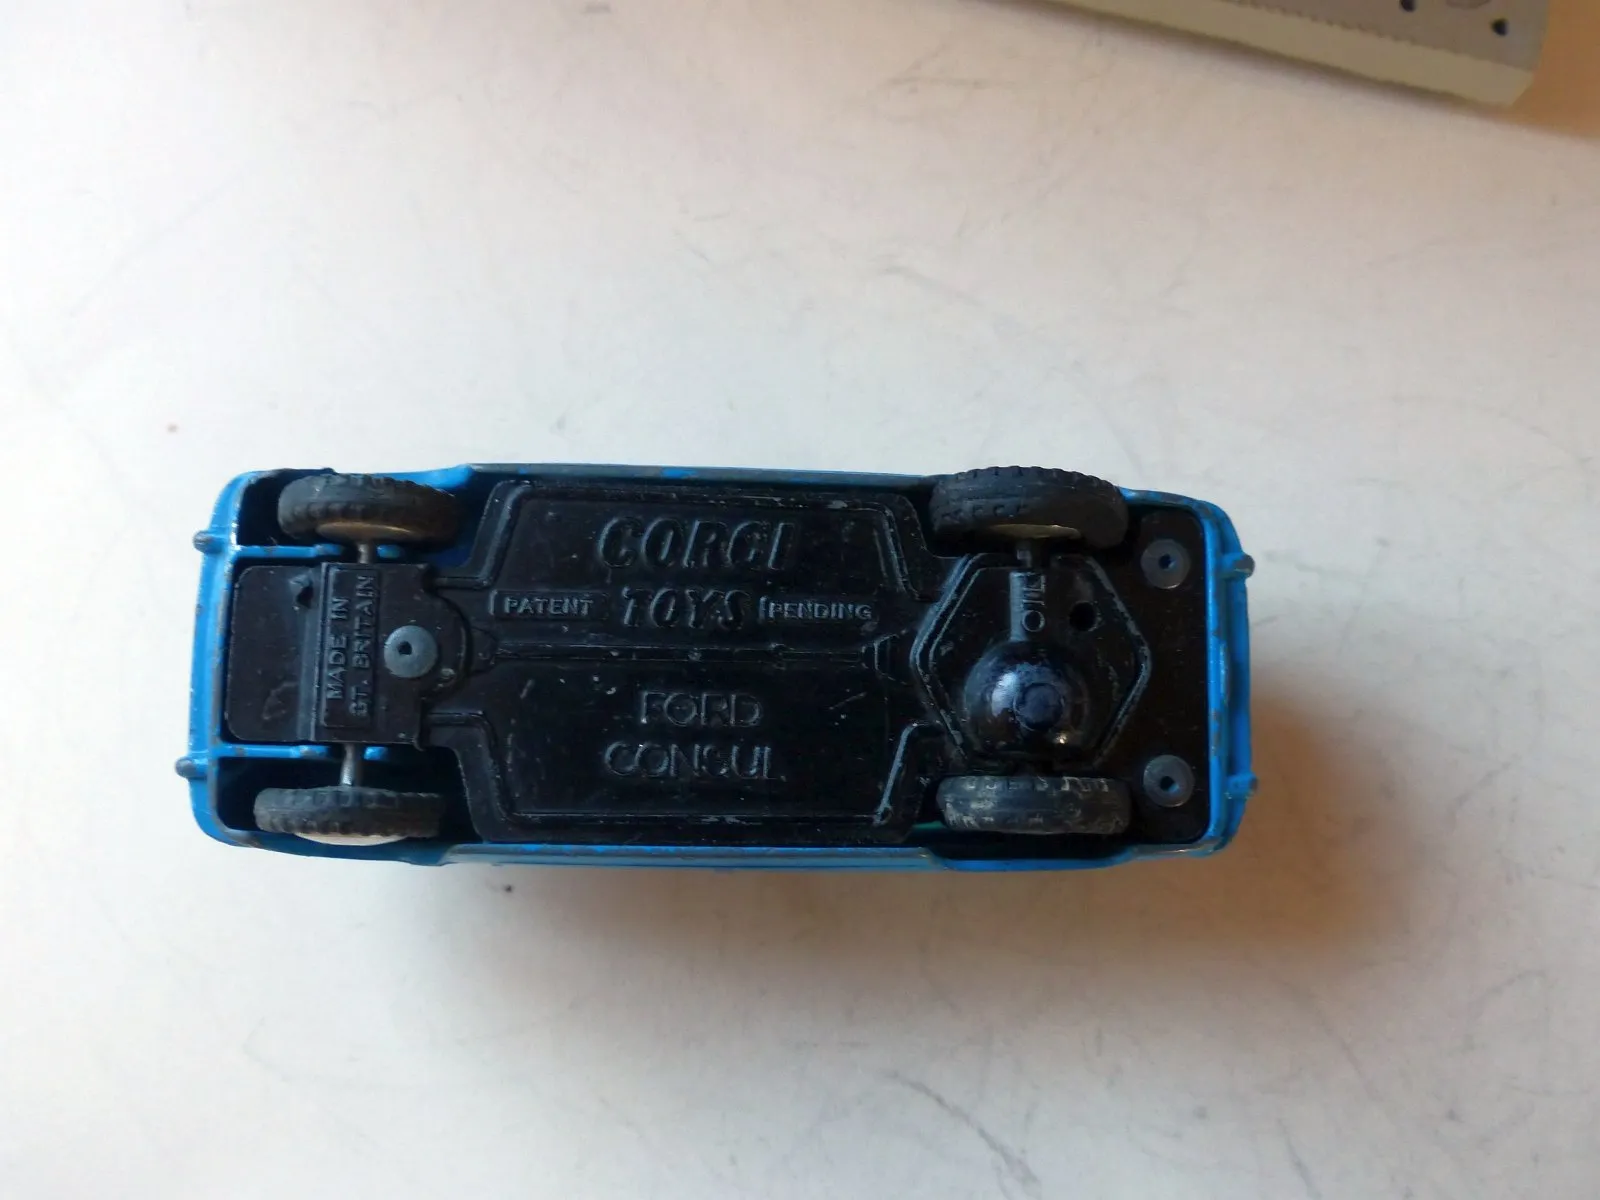 CORGI
PATENT TOYS PENDING
FORD
CONSUL
MADE IN
GT. BRITAIN
OIL